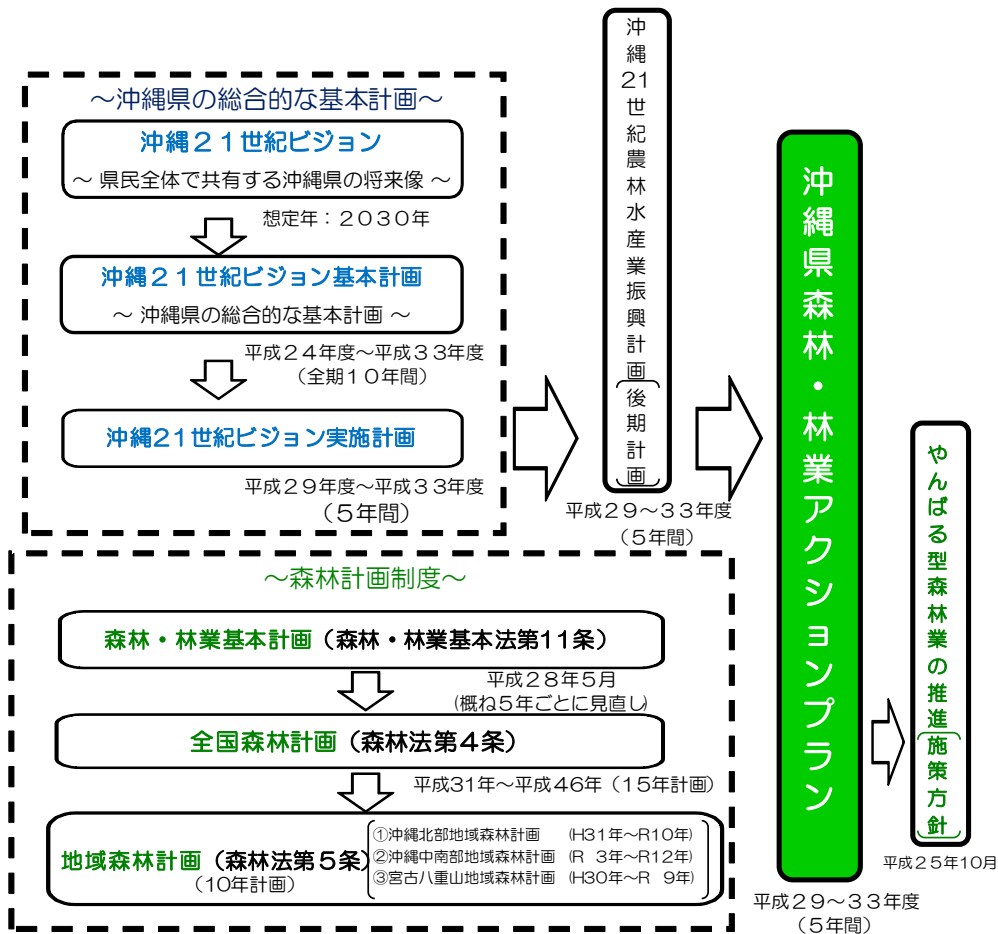 ～沖縄県の総合的な基本計画～
沖縄２１世紀ビジョン
～ 県民全体で共有する沖縄県の将来像 ～
想定年：２０３０年
沖縄２１世紀ビジョン基本計画
～ 沖縄県の総合的な基本計画 ～
平成２４年度～平成３３年度
（全期１０年間）
沖縄21世紀ビジョン実施計画
平成２９年度～平成３３年度
（５年間）
沖縄21世紀農林水産業振興計画（後期計画）
平成２９～３３年度
（５年間）
～森林計画制度～
森林・林業基本計画（森林・林業基本法第11条）
平成２８年５月
(概ね５年ごとに見直し)
全国森林計画（森林法第４条）
平成31年～平成４６年（15年計画）
地域森林計画（森林法第５条）
（１０年計画）
①沖縄北部地域森林計画　（H31年～R10年）
②沖縄中南部地域森林計画　（R　3年～R12年）
③宮古八重山地域森林計画　（H30年～R　9年）
沖縄県森林・林業アクションプラン
平成２９～３３年度
（５年間）
やんばる型森林業の推進（施策方針）
平成２５年１０月